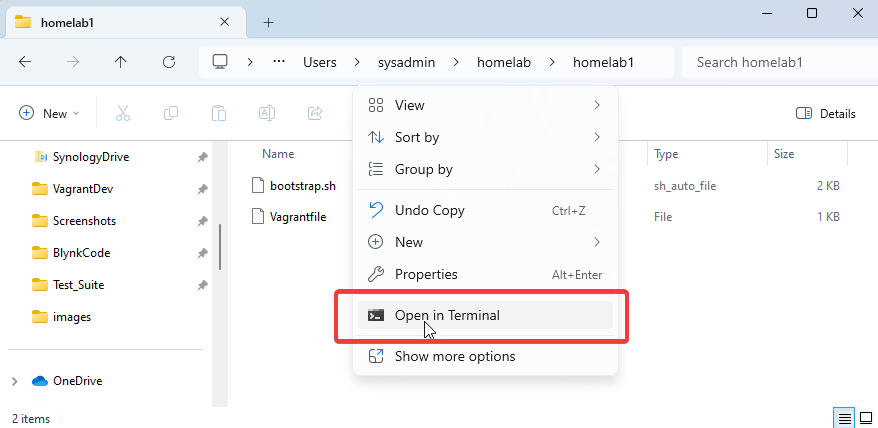 homelab1
Users > sysadmin > homelab > homelab1
Search homelab1
New
Details
SynologyDrive
VagrantDev
Screenshots
BlynkCode
Test_Suite
images
OneDrive
Name
Type
Size
bootstrap.sh
sh_auto_file
2 KB
Vagrantfile
File
1 KB
View
Sort by
Group by
Undo Copy
Ctrl+Z
New
Properties
Alt+Enter
Open in Terminal
Show more options
2 items